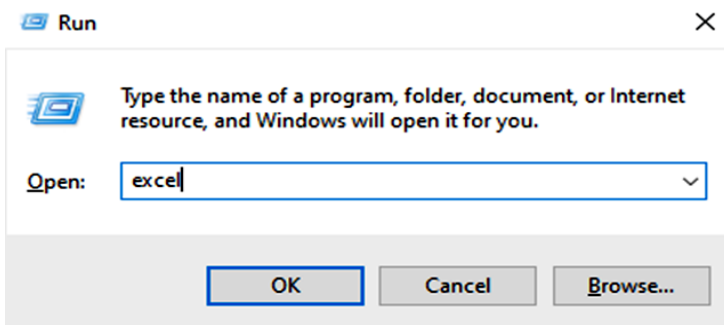 Run
Type the name of a program, folder, document, or Internet
resource, and Windows will open it for you.
Open: excel
OK Cancel Browse...